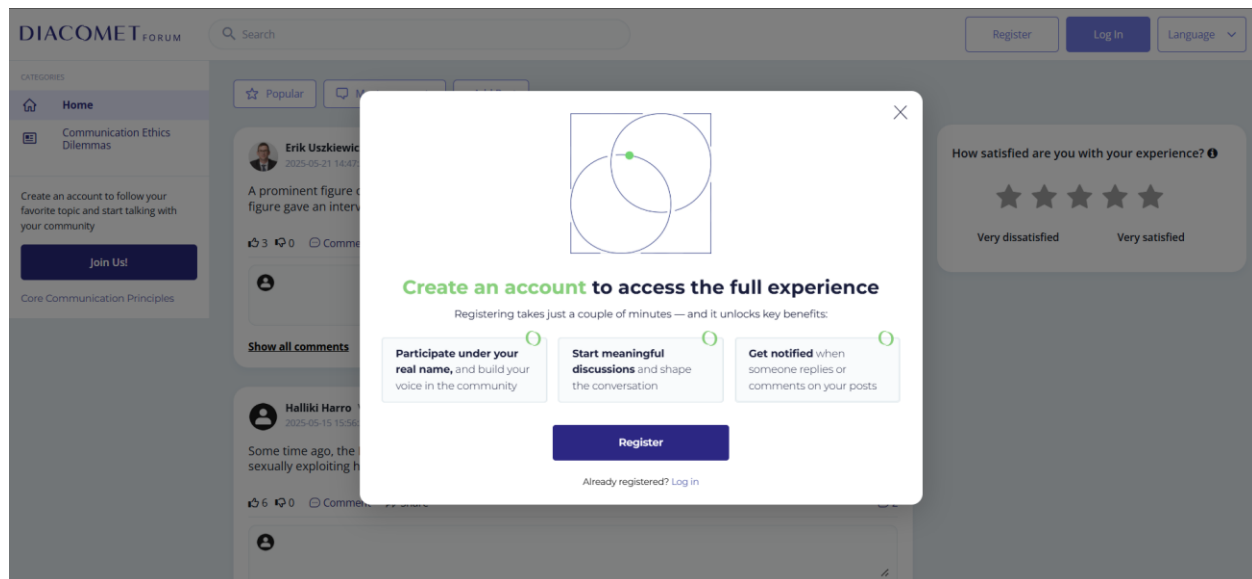 DIACOMET FORUM
Search
Register
Log In
Language
CATEGORIES
Home
Communication Ethics
Dilemmas
Create an account to follow your
favorite topic and start talking with
your community
Join Us!
Core Communication Principles
Popular
Erik Uszkiewic
2025-05-21 14:47:
A prominent figure
figure gave an interv
3 0 Comme
Show all comments
Halliki Harro
2025-05-15 15:56
Some time ago, the
sexually exploiting h
6 0 Comment Share
2
Create an account to access the full experience
Registering takes just a couple of minutes — and it unlocks key benefits:
Participate under your
real name, and build your
voice in the community
Start meaningful
discussions and shape
the conversation
Get notified when
someone replies or
comments on your posts
Register
Already registered? Log in
How satisfied are you with your experience?
Very dissatisfied
Very satisfied